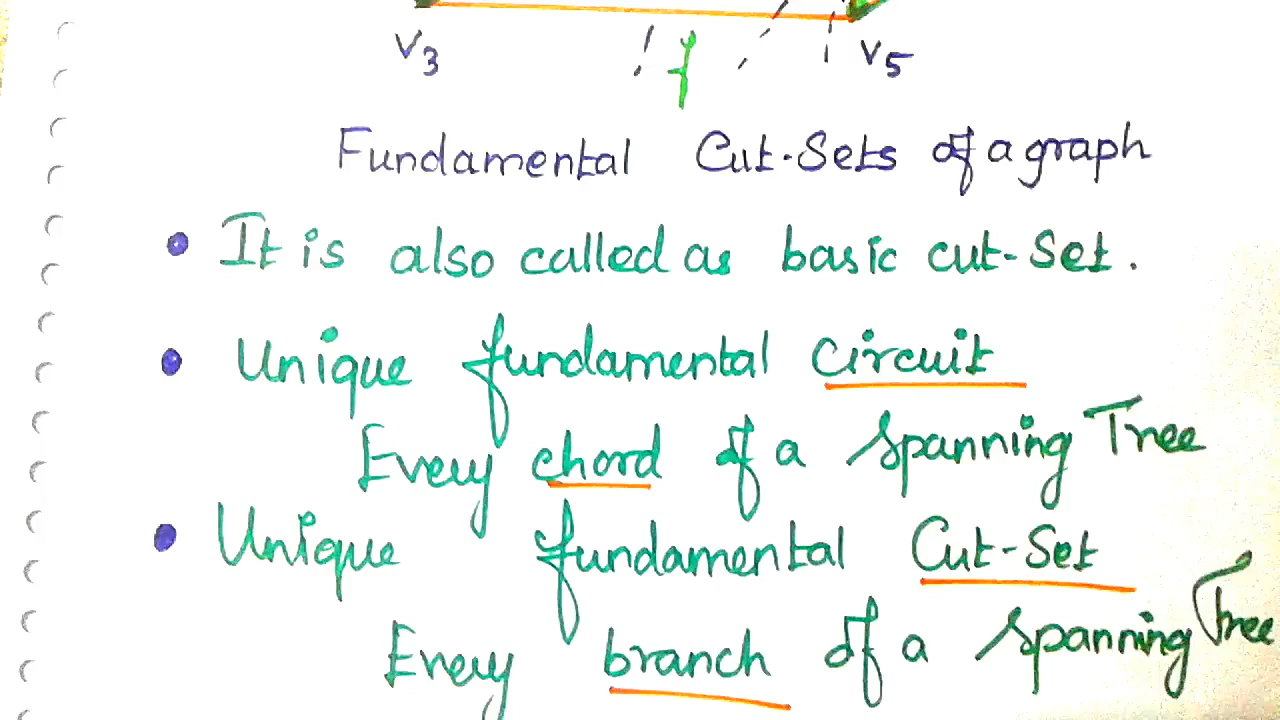 V3 f V5
Fundamental Cut-Sets of a graph
• It is also called as basic cut-Set.
• Unique fundamental Circuit
Every chord of a Spanning Tree
• Unique fundamental Cut-Set
Every branch of a Spanning Tree